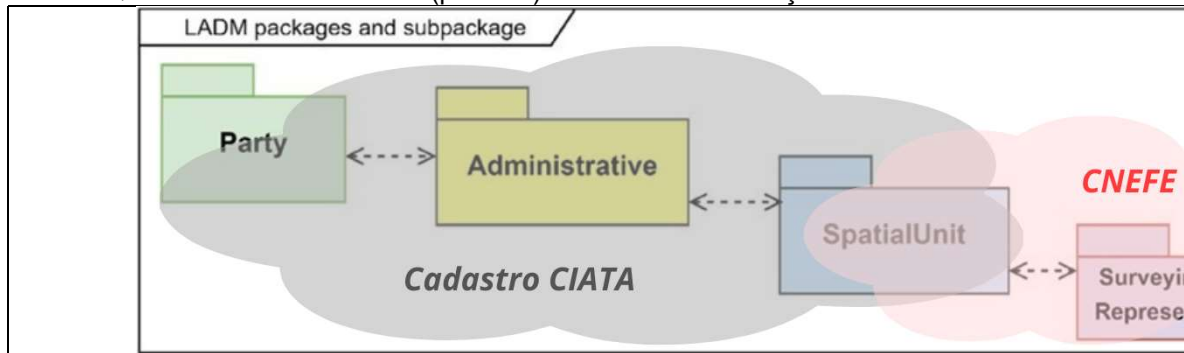 LADM packages and subpackage
Party
Administrative
CNEFE
SpatialUnit
Cadastro CIATA